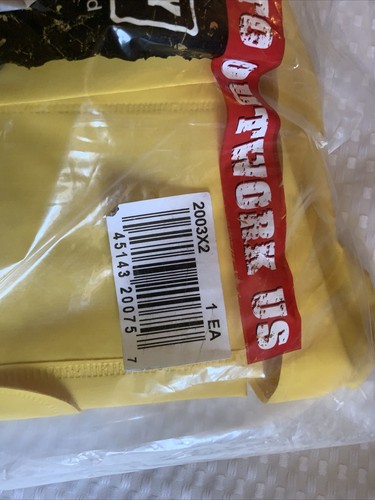 TO OUTWORK US
2003X2
1 EA
45143 20075 7